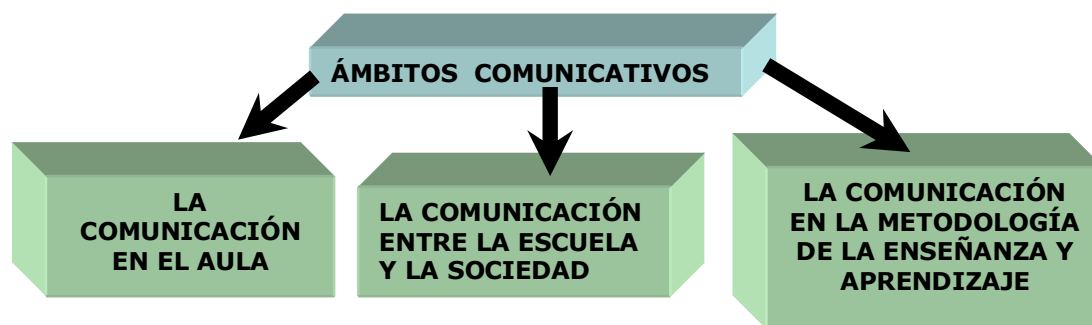 ÁMBITOS COMUNICATIVOS
LA
COMUNICACIÓN
EN EL AULA
LA COMUNICACIÓN
ENTRE LA ESCUELA
Y LA SOCIEDAD
LA COMUNICACIÓN
EN LA METODOLOGÍA
DE LA ENSEÑANZA Y
APRENDIZAJE